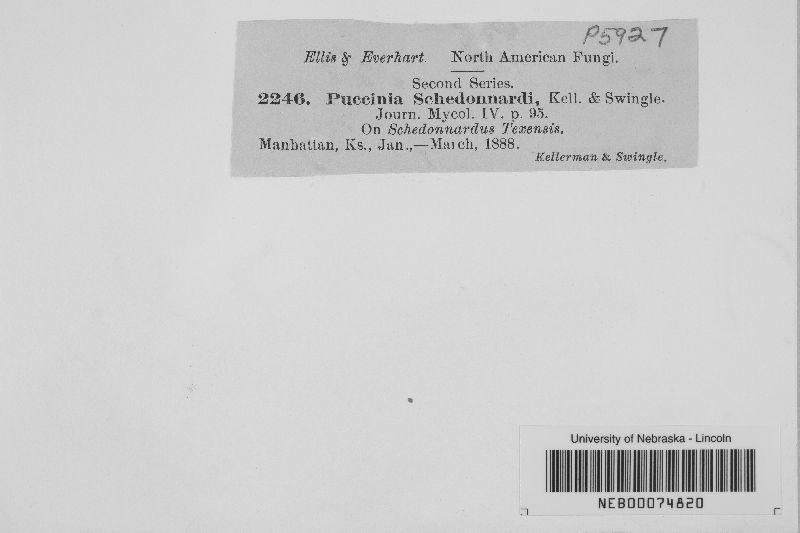 P5927
Ellis & Everhart. North American Fungi.
Second Series.
2246. Puccinia Schedonnardi, Kell. & Swingle.
Journ. Mycol. IV, p. 95.
On Schedonnardus Texensis.
Manhattan, Ks., Jan.,—March, 1888.
Kellerman & Swingle.
University of Nebraska - Lincoln
NEB00074820